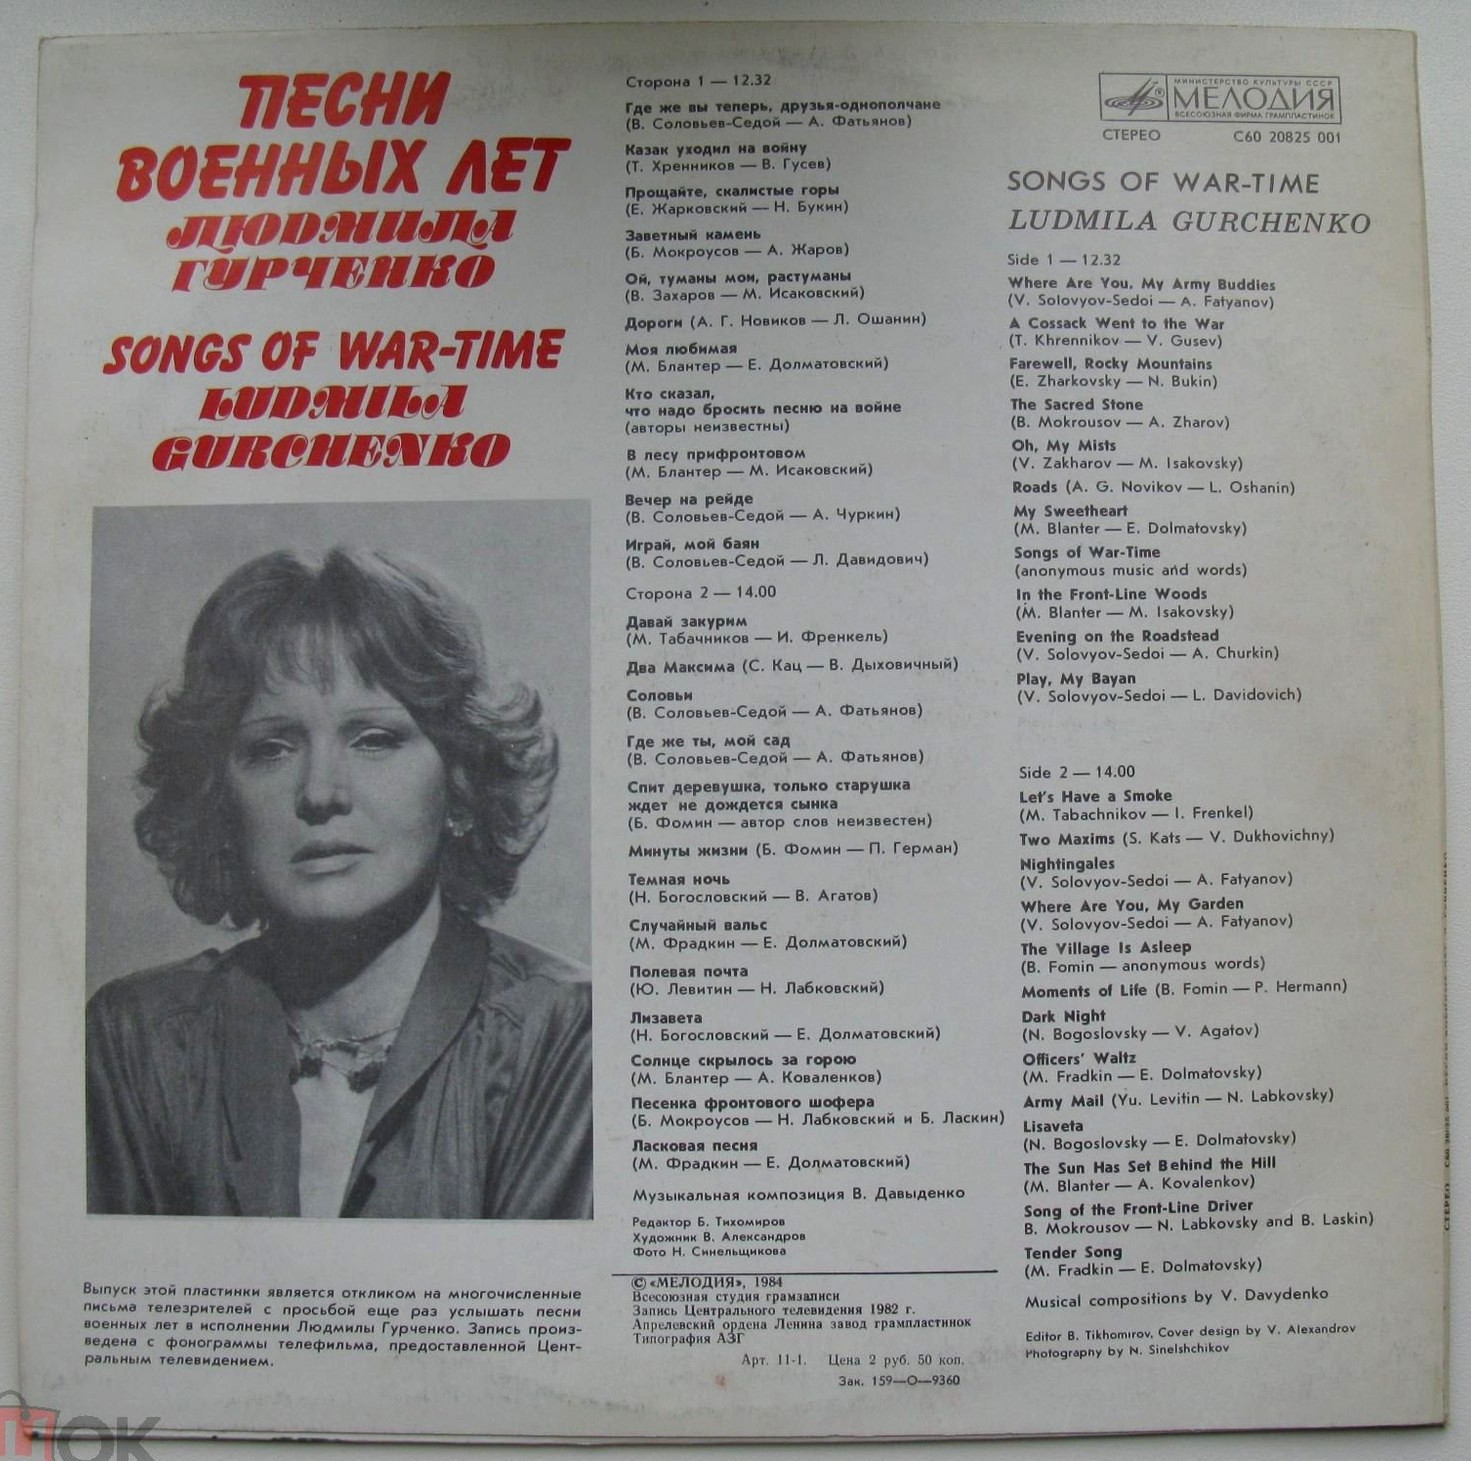 ПЕСНИ
ВОЕННЫХ ЛЕТ
ЛЮДМИЛА
ГУРЧЕНКО
SONGS OF WAR-TIME
LUDMILA
GURCHENKO
Выпуск этой пластинки является откликом на многочисленные
письма телезрителей с просьбой еще раз услышать песни
военных лет в исполнении Людмилы Гурченко. Запись произ-
ведена с фонограммы телефильма, предоставленной Цент-
ральным телевидением.
Сторона 1 — 12.32
Где же вы теперь, друзья-однополчане
(В. Соловьев-Седой — А. Фатьянов)
Казак уходил на войну
(Т. Хренников — В. Гусев)
Прощайте, скалистые горы
(Е. Жарковский — Н. Букин)
Заветный камень
(Б. Мокроусов — А. Жаров)
Ой, туманы мои, растуманы
(В. Захаров — М. Исаковский)
Дороги (А. Г. Новиков — Л. Ошанин)
Моя любимая
(М. Блантер — Е. Долматовский)
Кто сказал,
что надо бросить песню на войне
(авторы неизвестны)
В лесу прифронтовом
(М. Блантер — М. Исаковский)
Вечер на рейде
(В. Соловьев-Седой — А. Чуркин)
Играй, мой баян
(В. Соловьев-Седой — Л. Давидович)
Сторона 2 — 14.00
Давай закурим
(М. Табачников — И. Френкель)
Два Максима (С. Кац — В. Дыховичный)
Соловьи
(В. Соловьев-Седой — А. Фатьянов)
Где же ты, мой сад
(В. Соловьев-Седой — А. Фатьянов)
Спит деревушка, только старушка
ждет не дождется сынка
(Б. Фомин — автор слов неизвестен)
Минуты жизни (Б. Фомин — П. Герман)
Темная ночь
(Н. Богословский — В. Агатов)
Случайный вальс
(М. Фрадкин — Е. Долматовский)
Полевая почта
(Ю. Левитин — Н. Лабковский)
Лизавета
(Н. Богословский — Е. Долматовский)
Солнце скрылось за горою
(М. Блантер — А. Коваленков)
Песенка фронтового шофера
(Б. Мокроусов — Н. Лабковский и Б. Ласкин)
Ласковая песня
(М. Фрадкин — Е. Долматовский)
Музыкальная композиция В. Давыденко
Редактор Б. Тихомиров
Художник В. Александров
Фото Н. Синельщикова
© «МЕЛОДИЯ», 1984
Всесоюзная студия грамзаписи
Запись Центрального телевидения 1982 г.
Апрелевский ордена Ленина завод грампластинок
Типография АЗГ
Арт. 11-1. Цена 2 руб. 50 коп.
Зак. 159—О—9360
МИНИСТЕРСТВО КУЛЬТУРЫ СССР
МЕЛОДИЯ
ВСЕСОЮЗНАЯ ФИРМА ГРАМПЛАСТИНОК
СТЕРЕО С60 20825 001
SONGS OF WAR-TIME
LUDMILA GURCHENKO
Side 1 — 12.32
Where Are You, My Army Buddies
(V. Solovyov-Sedoi — A. Fatyanov)
A Cossack Went to the War
(T. Khrennikov — V. Gusev)
Farewell, Rocky Mountains
(E. Zharkovsky — N. Bukin)
The Sacred Stone
(B. Mokrousov — A. Zharov)
Oh, My Mists
(V. Zakharov — M. Isakovsky)
Roads (A. G. Novikov — L. Oshanin)
My Sweetheart
(M. Blanter — E. Dolmatovsky)
Songs of War-Time
(anonymous music and words)
In the Front-Line Woods
(M. Blanter — M. Isakovsky)
Evening on the Roadstead
(V. Solovyov-Sedoi — A. Churkin)
Play, My Bayan
(V. Solovyov-Sedoi — L. Davidovich)
Side 2 — 14.00
Let's Have a Smoke
(M. Tabachnikov — I. Frenkel)
Two Maxims (S. Kats — V. Dukhovichny)
Nightingales
(V. Solovyov-Sedoi — A. Fatyanov)
Where Are You, My Garden
(V. Solovyov-Sedoi — A. Fatyanov)
The Village Is Asleep
(B. Fomin — anonymous words)
Moments of Life (B. Fomin — P. Hermann)
Dark Night
(N. Bogoslovsky — V. Agatov)
Officers' Waltz
(M. Fradkin — E. Dolmatovsky)
Army Mail (Yu. Levitin — N. Labkovsky)
Lisaveta
(N. Bogoslovsky — E. Dolmatovsky)
The Sun Has Set Behind the Hill
(M. Blanter — A. Kovalenkov)
Song of the Front-Line Driver
B. Mokrousov — N. Labkovsky and B. Laskin)
Tender Song
(M. Fradkin — E. Dolmatovsky)
Musical compositions by V. Davydenko
Editor B. Tikhomirov, Cover design by V. Alexandrov
Photography by N. Sinelshchikov
МОК